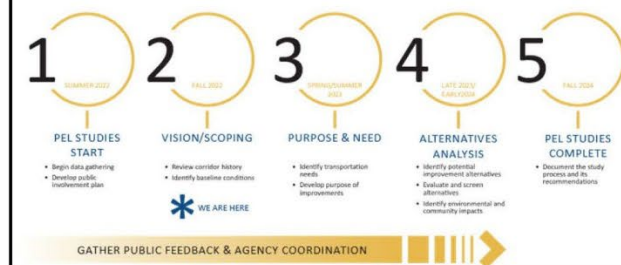 1
SUMMER 2022
PEL STUDIES
START
• Begin data gathering
• Develop public
involvement plan
2
FALL 2022
VISION/SCOPING
• Review corridor history
• Identify baseline conditions
* WE ARE HERE
3
SPRING/SUMMER
2023
PURPOSE & NEED
• Identify transportation
needs
• Develop purpose of
improvements
4
LATE 2023/
EARLY2024
ALTERNATIVES
ANALYSIS
• Identify potential
improvement alternatives
• Evaluate and screen
alternatives
• Identify environmental and
community impacts
5
FALL 2024
PEL STUDIES
COMPLETE
• Document the study
process and its
recommendations
GATHER PUBLIC FEEDBACK & AGENCY COORDINATION